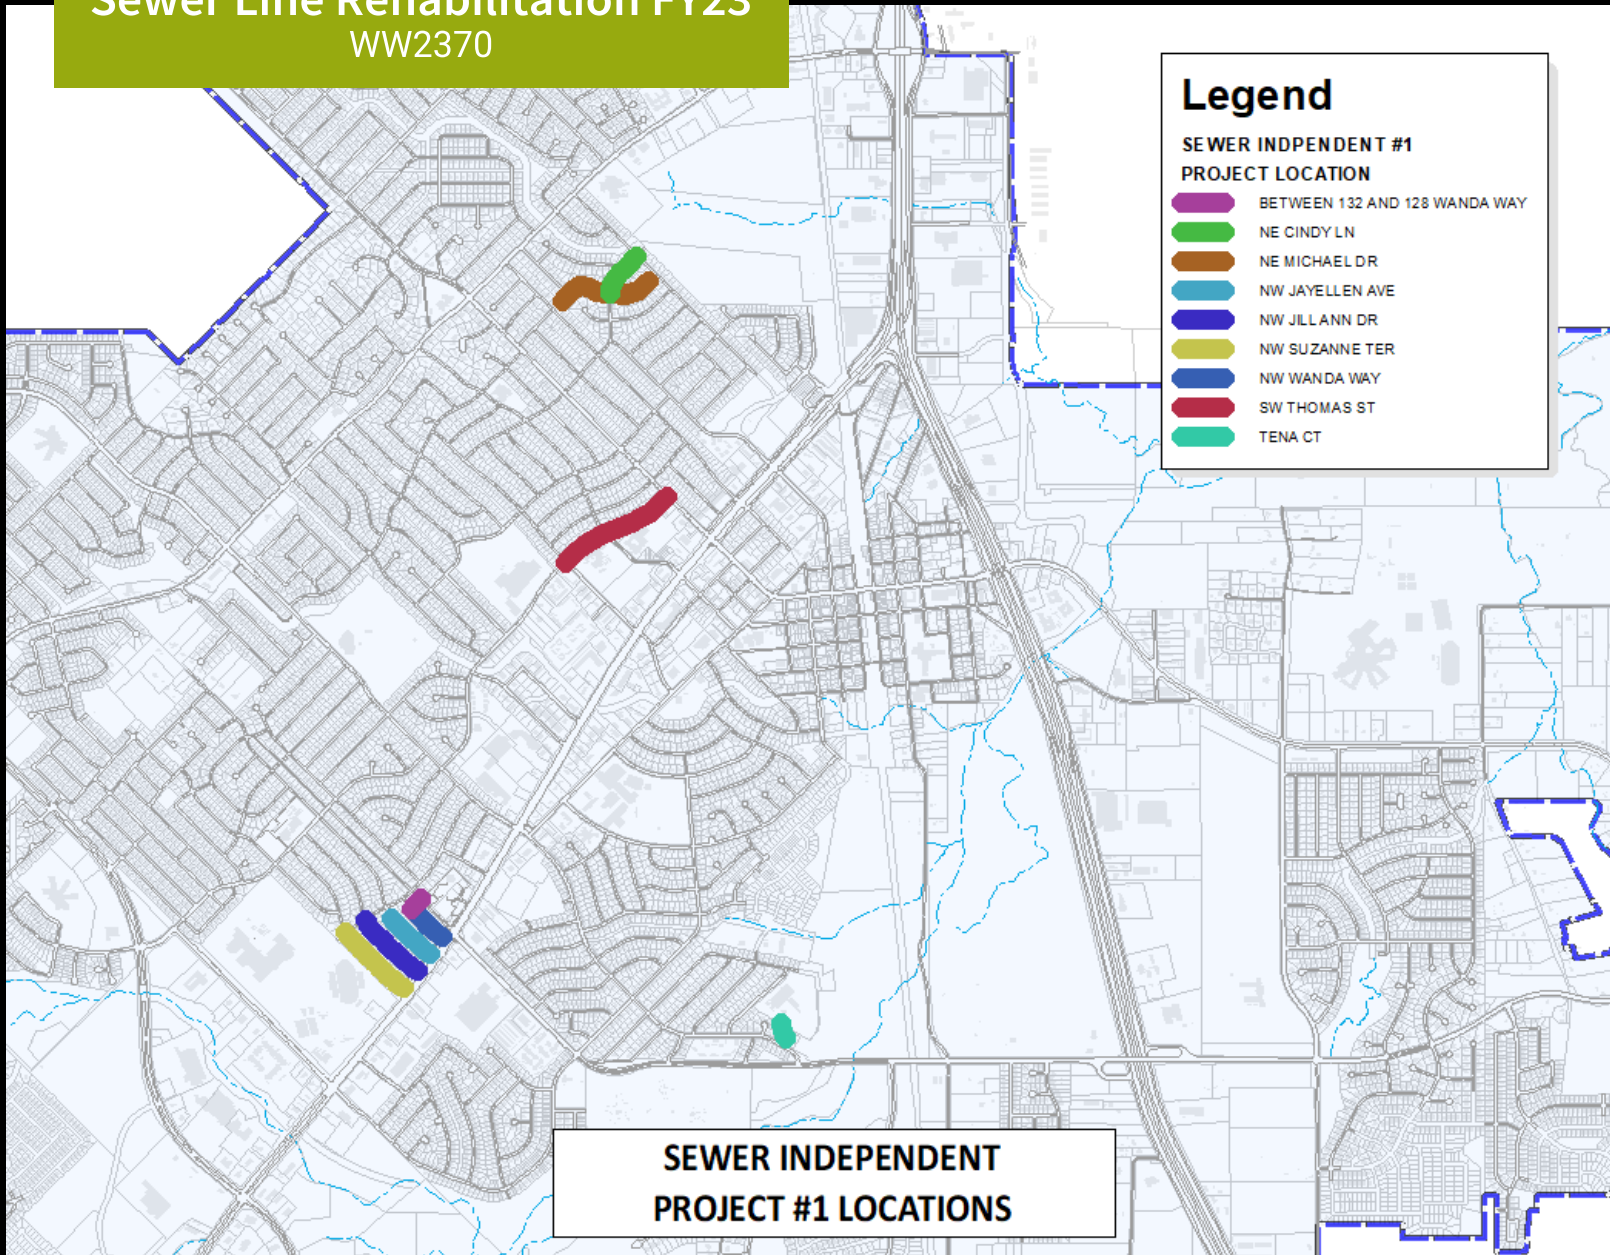 Sewer Line Rehabilitation FY23
WW2370
Legend
SEWER INDPENDENT #1
PROJECT LOCATION
BETWEEN 132 AND 128 WANDA WAY
NE CINDY LN
NE MICHAEL DR
NW JAYELLEN AVE
NW JILLANN DR
NW SUZANNE TER
NW WANDA WAY
SW THOMAS ST
TENA CT
SEWER INDEPENDENT
PROJECT #1 LOCATIONS